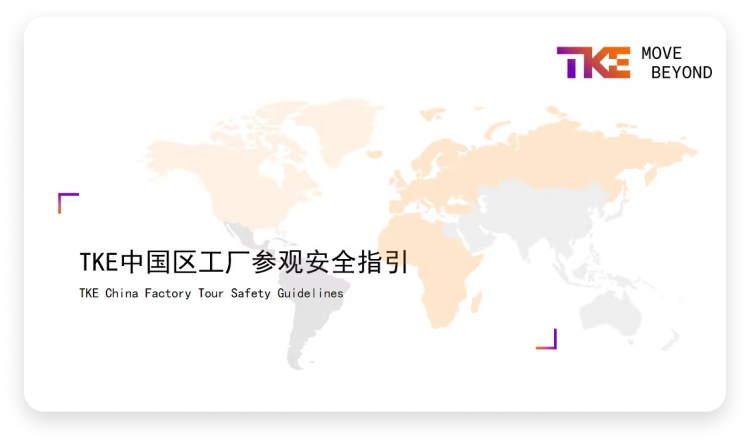 TKE MOVE
BEYOND
TKE中国区工厂参观安全指引
TKE China Factory Tour Safety Guidelines